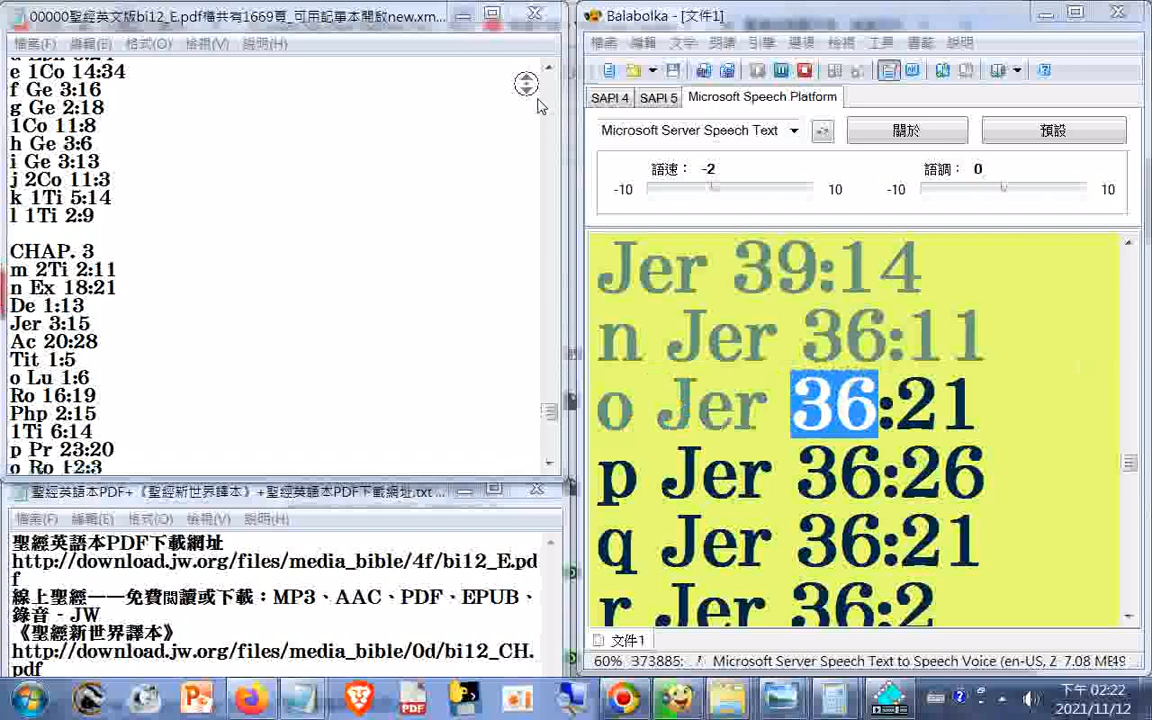 00000聖經英文版bi12_E.pdf檔共有1669頁_可用記事本開啟new.xm...
檔案(F) 編輯(E) 格式(O) 檢視(V) 說明(H)
e 1Co 14:34
f Ge 3:16
g Ge 2:18
1Co 11:8
h Ge 3:6
i Ge 3:13
j 2Co 11:3
k 1Ti 5:14
l 1Ti 2:9
CHAP. 3
m 2Ti 2:11
n Ex 18:21
De 1:13
Jer 3:15
Ac 20:28
Tit 1:5
o Lu 1:6
Ro 16:19
Php 2:15
1Ti 6:14
p Pr 23:20
聖經英語本PDF+《聖經新世界譯本》+聖經英語本PDF下載網址.txt ...
檔案(F) 編輯(E) 格式(O) 檢視(V) 說明(H)
聖經英語本PDF下載網址
http://download.jw.org/files/media_bible/4f/bi12_E.pd
f
線上聖經——免費閱讀或下載：MP3、AAC、PDF、EPUB、
錄音 - JW
《聖經新世界譯本》
http://download.jw.org/files/media_bible/0d/bi12_CH.
pdf
Balabolka - [文件1]
檔案 編輯 文字 朗讀 引擎 選項 檢視 工具 書籤 說明
SAPI 4 SAPI 5 Microsoft Speech Platform
Microsoft Server Speech Text 關於 預設
語速： -2 語調： 0
-10 10 -10 10
Jer 39:14
n Jer 36:11
o Jer 36:21
p Jer 36:26
q Jer 36:21
r Jer 36:2
文件1
60% 373885: Microsoft Server Speech Text to Speech Voice (en-US, Z 7.08 ME
下午 02:22
2021/11/12